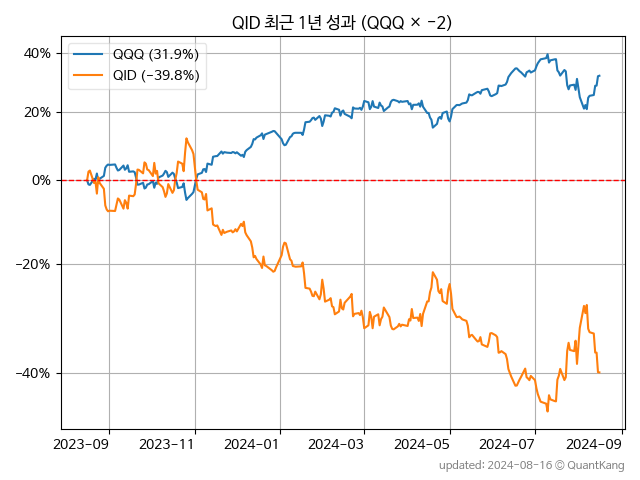 QID 최근 1년 성과 (QQQ × −2)
QQQ (31.9%)
QID (−39.8%)
40%
20%
0%
−20%
−40%
2023-09 2023-11 2024-01 2024-03 2024-05 2024-07 2024-09
updated: 2024-08-16 © QuantKang